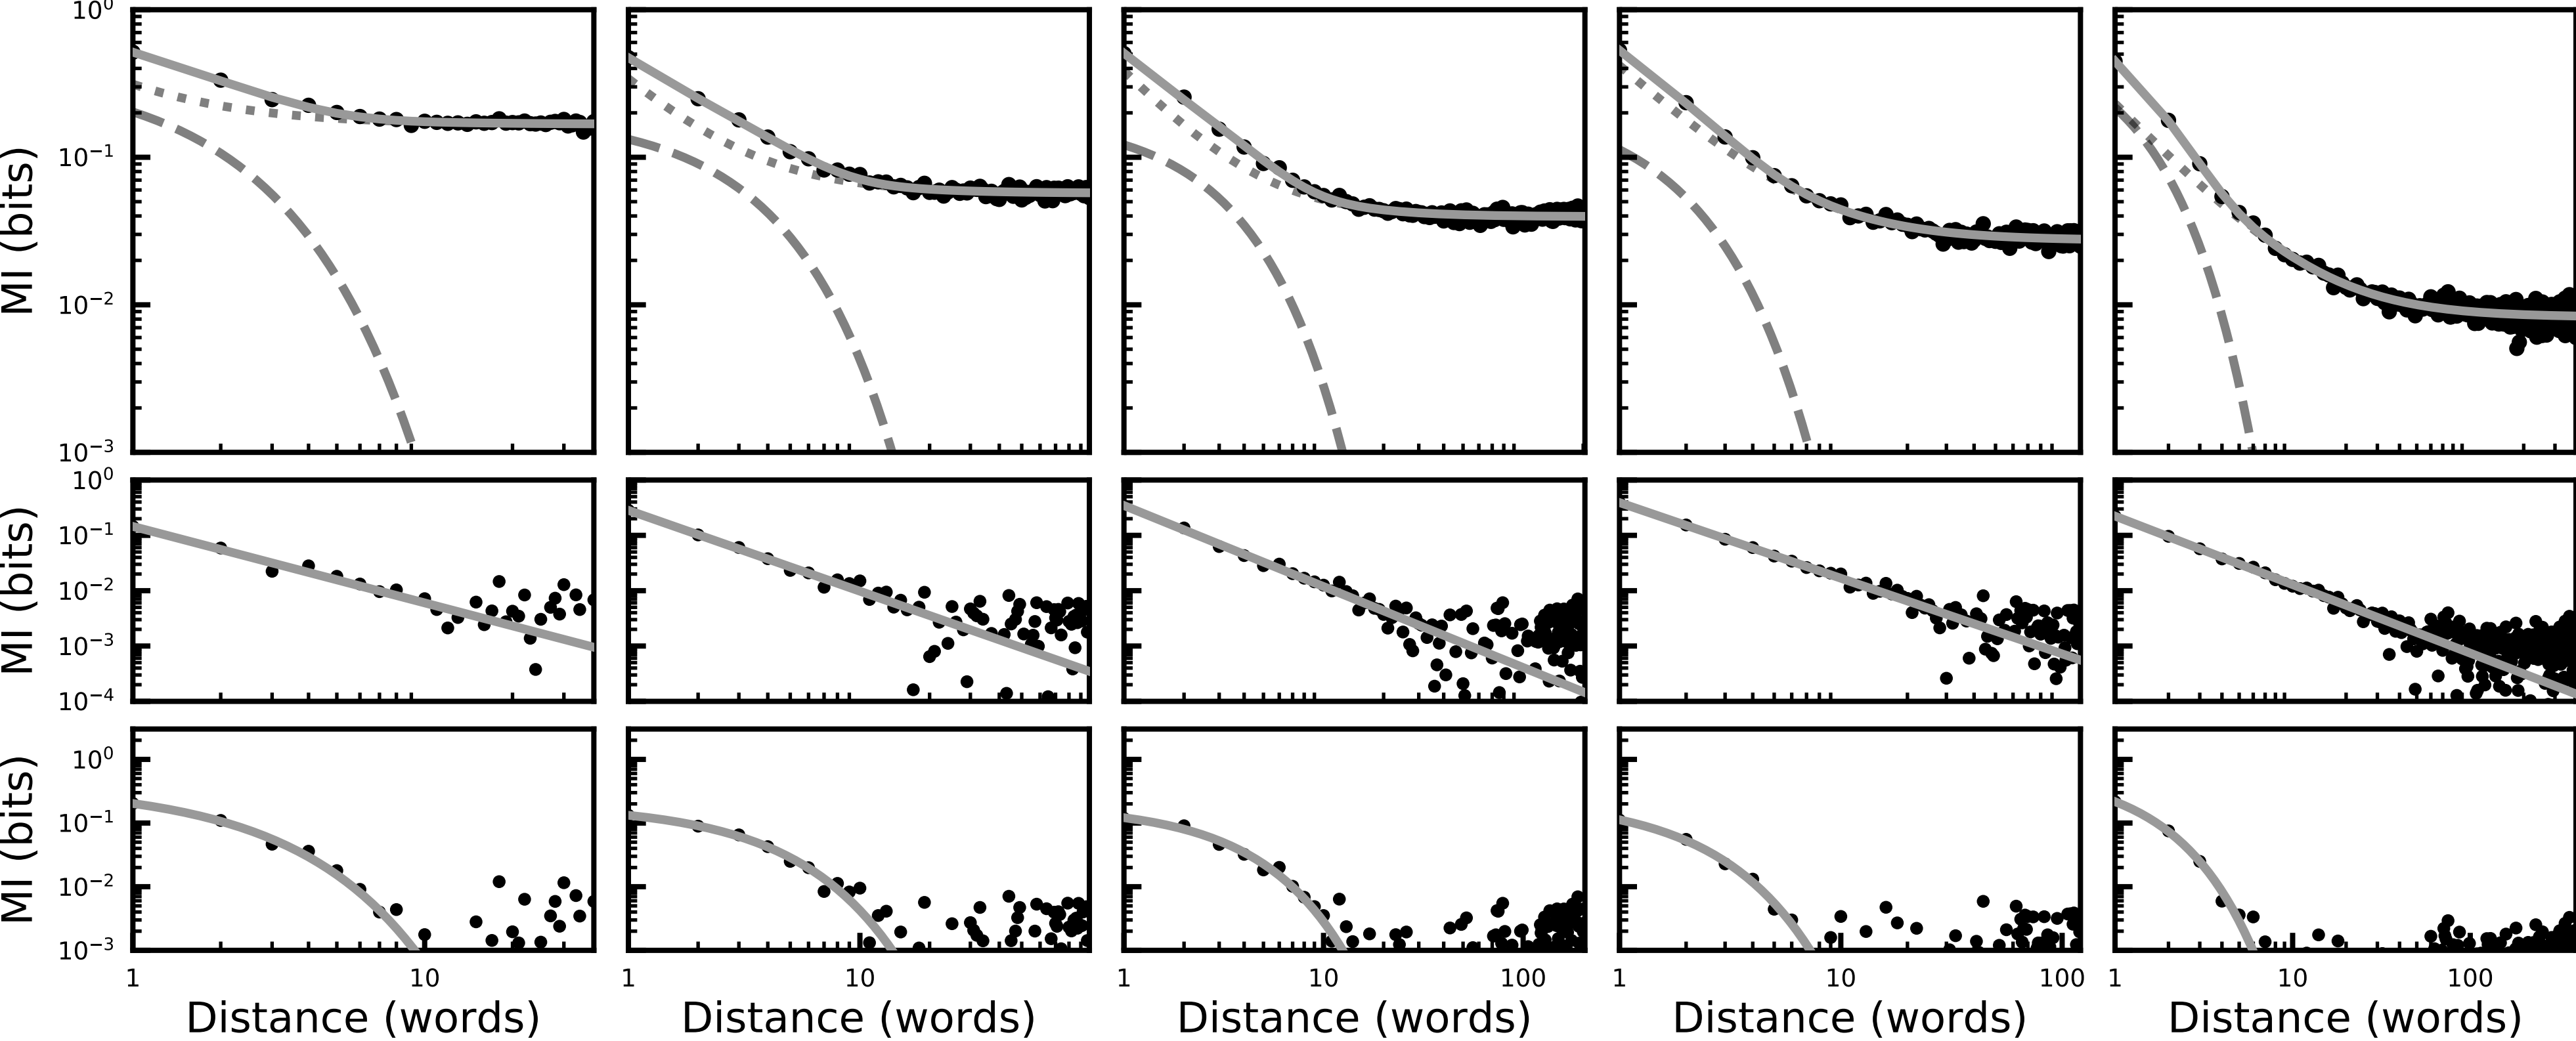 10⁰
10⁻¹
10⁻²
10⁻³
MI (bits)
10⁰
10⁻¹
10⁻²
10⁻³
10⁻⁴
MI (bits)
10⁰
10⁻¹
10⁻²
10⁻³
MI (bits)
1 10 1 10 1 10 100 1 10 100 1 10 100
Distance (words) Distance (words) Distance (words) Distance (words) Distance (words)